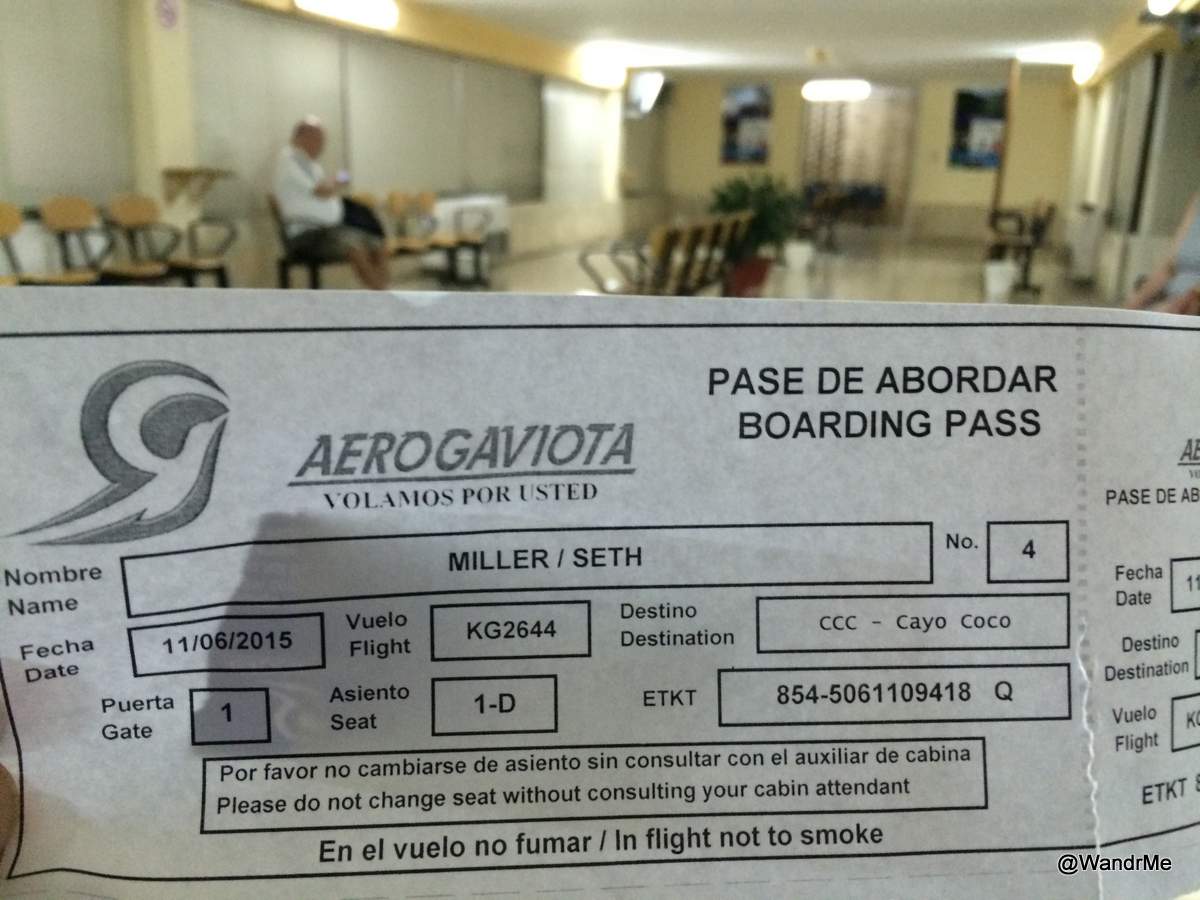 PASE DE ABORDAR
BOARDING PASS
AEROGAVIOTA
VOLAMOS POR USTED
Nombre
Name
MILLER / SETH
No.
4
Fecha
Date
11/06/2015
Vuelo
Flight
KG2644
Destino
Destination
CCC - Cayo Coco
Puerta
Gate
1
Asiento
Seat
1-D
ETKT
854-5061109418 Q
Por favor no cambiarse de asiento sin consultar con el auxiliar de cabina
Please do not change seat without consulting your cabin attendant
En el vuelo no fumar / In flight not to smoke
PASE DE AB
Fecha
Date
11
Destino
Destination
Vuelo
Flight
ETKT
@WandrMe